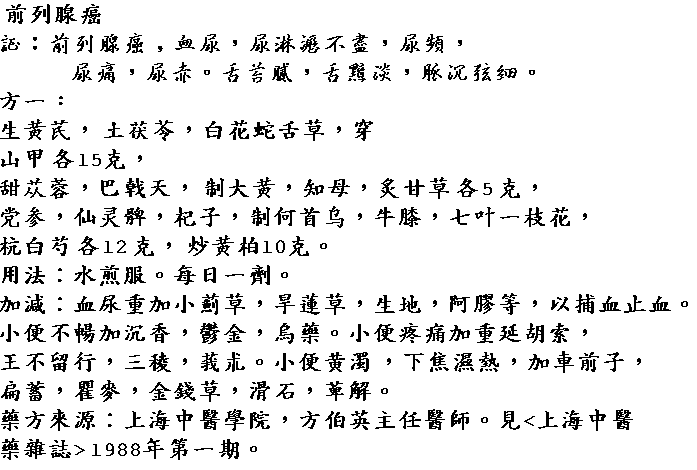 前列腺癌
証：前列腺癌，血尿，尿淋瀝不盡，尿頻，
尿痛，尿赤。舌苔膩，舌黯淡，脈沉弦細。
方一：
生黃芪，土茯苓，白花蛇舌草，穿
山甲各15克，
甜苁蓉，巴戟天，制大黃，知母，炙甘草各5克，
党参，仙灵髀，杞子，制何首乌，牛膝，七叶一枝花，
杭白芍各12克，炒黃柏10克。
用法：水煎服。每日一劑。
加減：血尿重加小薊草，旱蓮草，生地，阿膠等，以捕血止血。
小便不暢加沉香，鬱金，烏藥。小便疼痛加重延胡索，
王不留行，三稜，莪朮。小便黄濁，下焦濕熱，加車前子，
扁蓄，瞿麥，金錢草，滑石，萆解。
藥方來源：上海中醫學院，方伯英主任醫師。見<上海中醫
藥雜誌>1988年第一期。